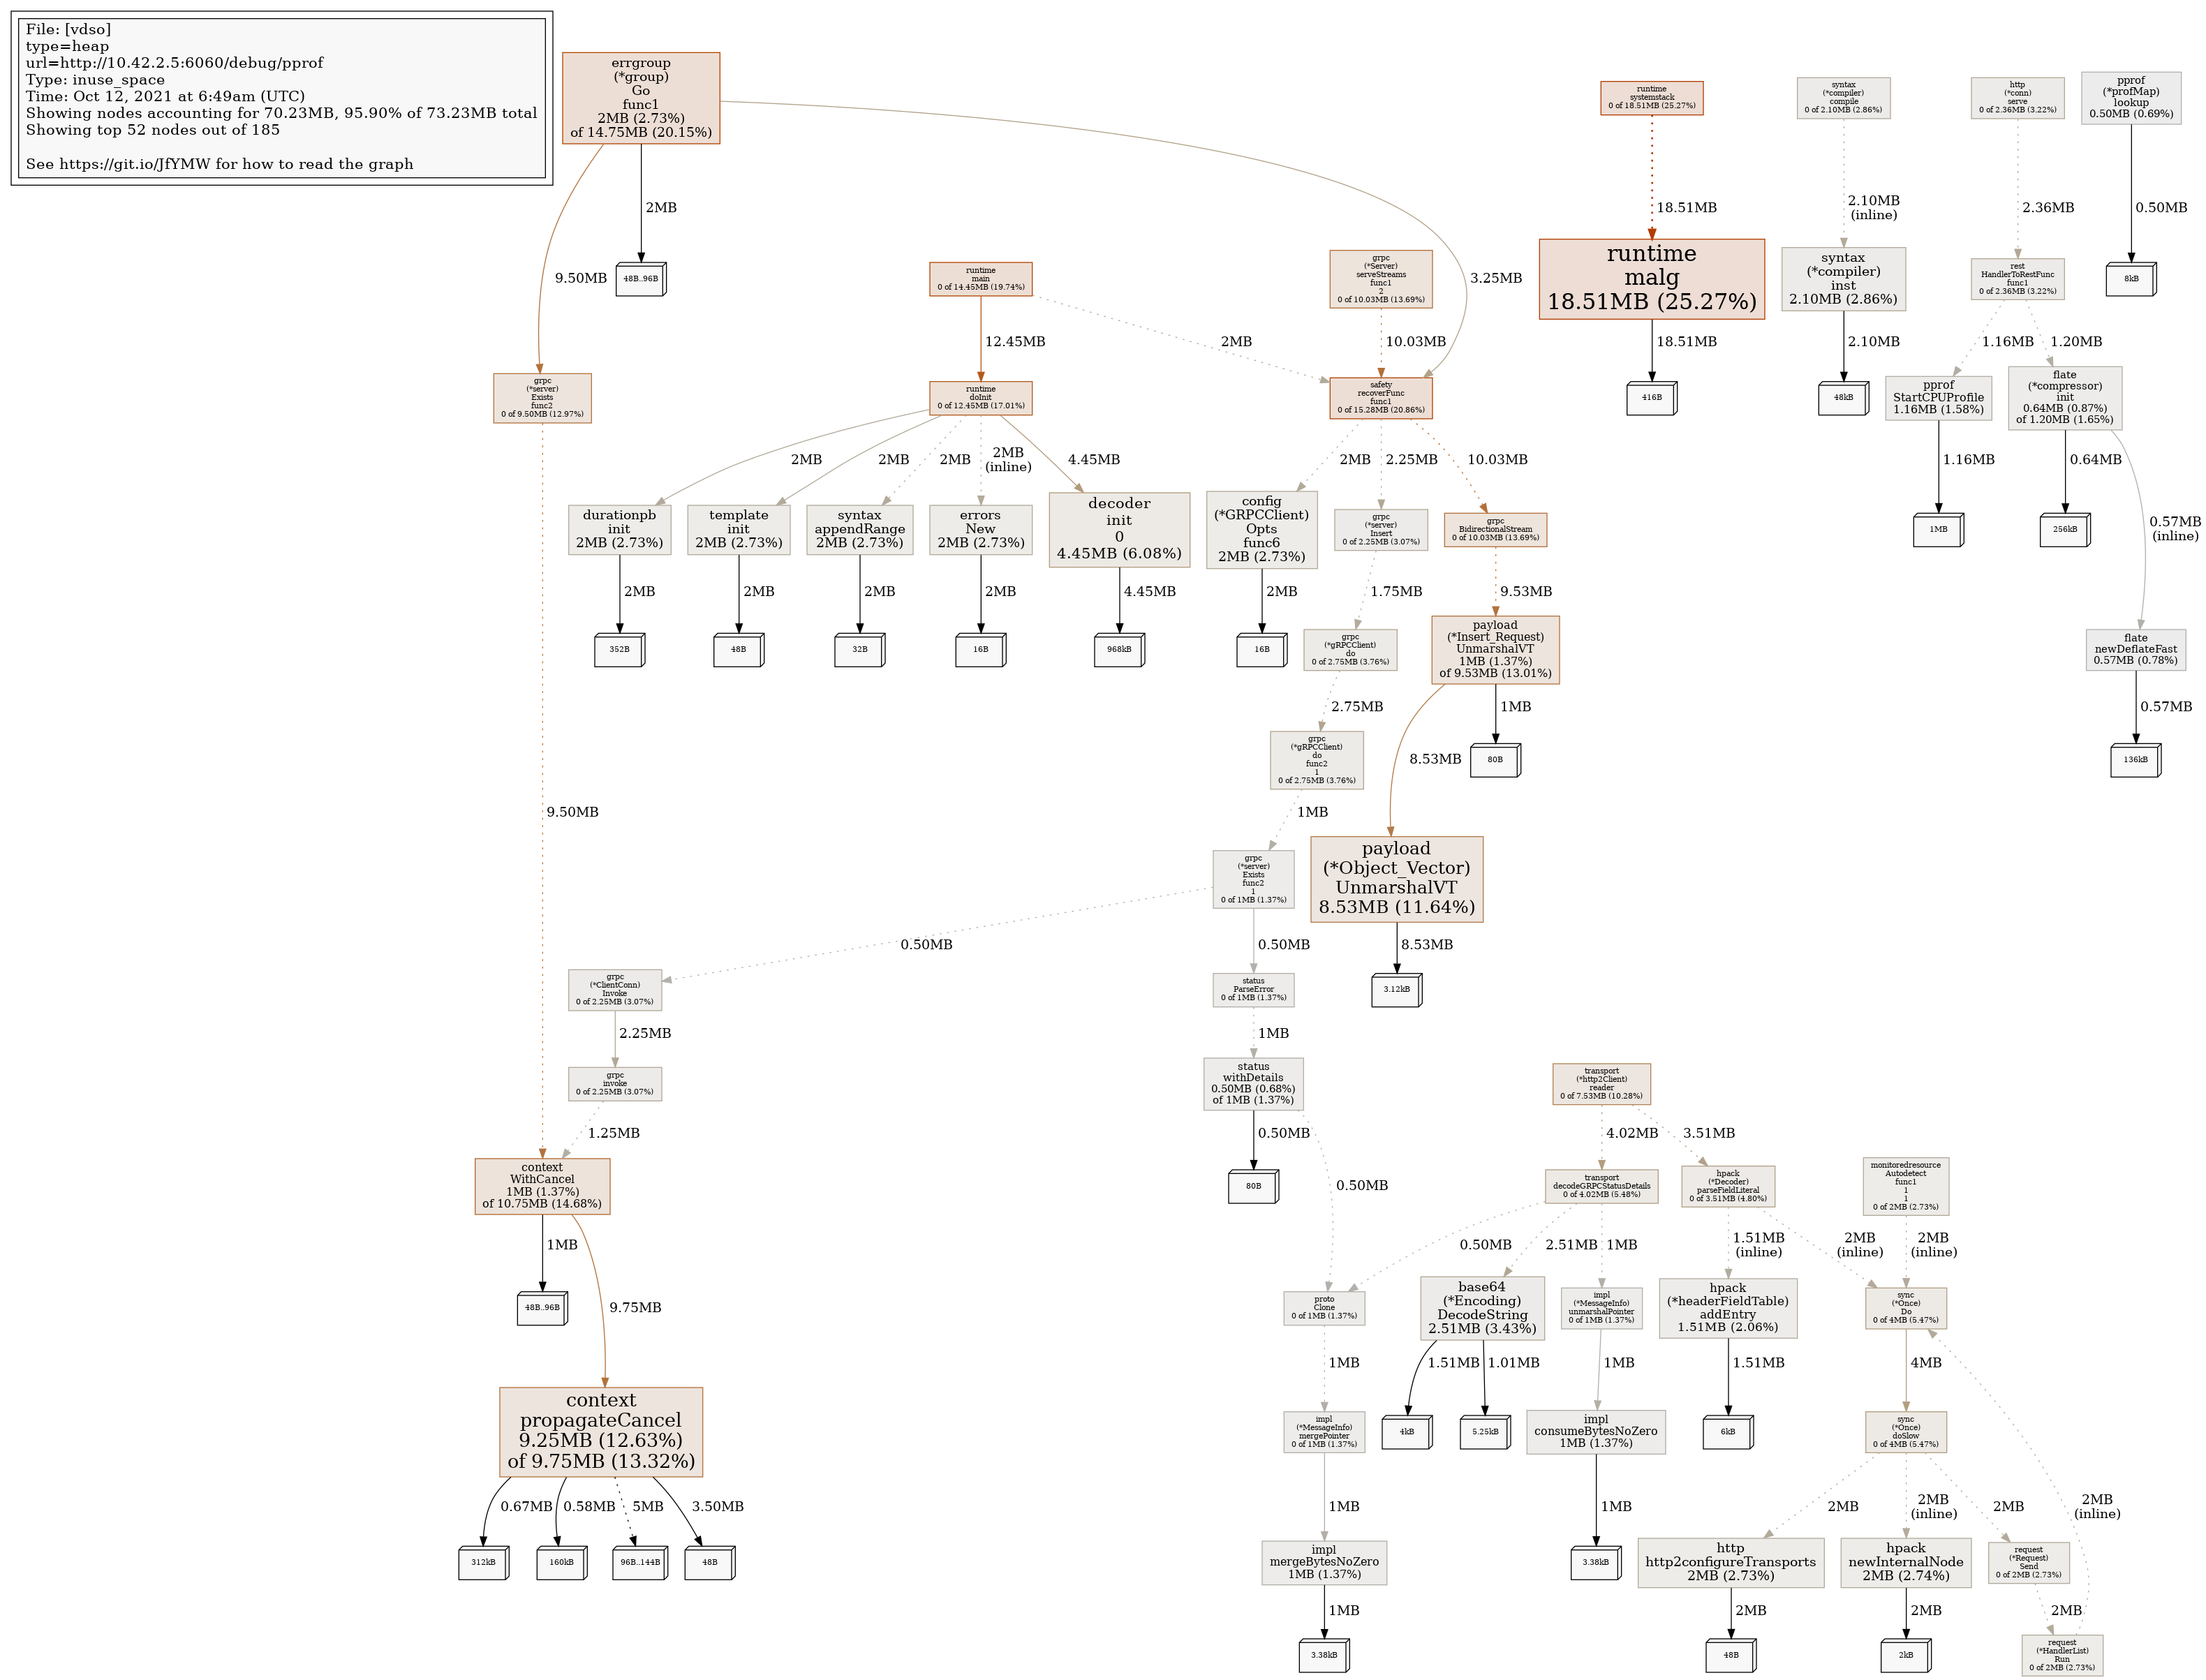 File: [vdso]
type=heap
url=http://10.42.2.5:6060/debug/pprof
Type: inuse_space
Time: Oct 12, 2021 at 6:49am (UTC)
Showing nodes accounting for 70.23MB, 95.90% of 73.23MB total
Showing top 52 nodes out of 185
See https://git.io/JfYMW for how to read the graph
errgroup
(*group)
Go
func1
2MB (2.73%)
of 14.75MB (20.15%)
runtime
systemstack
0 of 18.51MB (25.27%)
syntax
(*compiler)
compile
0 of 2.10MB (2.86%)
http
(*conn)
serve
0 of 2.36MB (3.22%)
pprof
(*profMap)
lookup
0.50MB (0.69%)
9.50MB
2MB
3.25MB
18.51MB
2.10MB
(inline)
2.36MB
0.50MB
48B..96B
runtime
main
0 of 14.45MB (19.74%)
grpc
(*Server)
serveStreams
func1
2
0 of 10.03MB (13.69%)
runtime
malg
18.51MB (25.27%)
syntax
(*compiler)
inst
2.10MB (2.86%)
rest
HandlerToRestFunc
func1
0 of 2.36MB (3.22%)
8kB
12.45MB
2MB
10.03MB
18.51MB
2.10MB
1.16MB
1.20MB
grpc
(*server)
Exists
func2
0 of 9.50MB (12.97%)
runtime
doInit
0 of 12.45MB (17.01%)
safety
recoverFunc
func1
0 of 15.28MB (20.86%)
416B
48kB
pprof
StartCPUProfile
1.16MB (1.58%)
flate
(*compressor)
init
0.64MB (0.87%)
of 1.20MB (1.65%)
2MB
2MB
2MB
2MB
(inline)
4.45MB
2MB
2.25MB
10.03MB
1.16MB
0.64MB
0.57MB
(inline)
durationpb
init
2MB (2.73%)
template
init
2MB (2.73%)
syntax
appendRange
2MB (2.73%)
errors
New
2MB (2.73%)
decoder
init
0
4.45MB (6.08%)
config
(*GRPCClient)
Opts
func6
2MB (2.73%)
grpc
(*server)
Insert
0 of 2.25MB (3.07%)
grpc
BidirectionalStream
0 of 10.03MB (13.69%)
1MB
256kB
2MB
2MB
2MB
2MB
4.45MB
2MB
1.75MB
9.53MB
352B
48B
32B
16B
968kB
16B
grpc
(*gRPCClient)
do
0 of 2.75MB (3.76%)
payload
(*Insert_Request)
UnmarshalVT
1MB (1.37%)
of 9.53MB (13.01%)
flate
newDeflateFast
0.57MB (0.78%)
2.75MB
8.53MB
1MB
0.57MB
grpc
(*gRPCClient)
do
func2
1
0 of 2.75MB (3.76%)
80B
136kB
9.50MB
1MB
grpc
(*server)
Exists
func2
1
0 of 1MB (1.37%)
payload
(*Object_Vector)
UnmarshalVT
8.53MB (11.64%)
0.50MB
0.50MB
8.53MB
grpc
(*ClientConn)
Invoke
0 of 2.25MB (3.07%)
status
ParseError
0 of 1MB (1.37%)
3.12kB
2.25MB
1MB
grpc
invoke
0 of 2.25MB (3.07%)
status
withDetails
0.50MB (0.68%)
of 1MB (1.37%)
transport
(*http2Client)
reader
0 of 7.53MB (10.28%)
1.25MB
0.50MB
0.50MB
4.02MB
3.51MB
context
WithCancel
1MB (1.37%)
of 10.75MB (14.68%)
80B
transport
decodeGRPCStatusDetails
0 of 4.02MB (5.48%)
hpack
(*Decoder)
parseFieldLiteral
0 of 3.51MB (4.80%)
monitoredresource
Autodetect
func1
1
1
0 of 2MB (2.73%)
1MB
9.75MB
0.50MB
2.51MB
1MB
1.51MB
(inline)
2MB
(inline)
2MB
(inline)
48B..96B
proto
Clone
0 of 1MB (1.37%)
base64
(*Encoding)
DecodeString
2.51MB (3.43%)
impl
(*MessageInfo)
unmarshalPointer
0 of 1MB (1.37%)
hpack
(*headerFieldTable)
addEntry
1.51MB (2.06%)
sync
(*Once)
Do
0 of 4MB (5.47%)
1MB
1.51MB
1.01MB
1MB
1.51MB
4MB
context
propagateCancel
9.25MB (12.63%)
of 9.75MB (13.32%)
impl
(*MessageInfo)
mergePointer
0 of 1MB (1.37%)
4kB
5.25kB
impl
consumeBytesNoZero
1MB (1.37%)
6kB
sync
(*Once)
doSlow
0 of 4MB (5.47%)
0.67MB
0.58MB
5MB
3.50MB
1MB
1MB
2MB
2MB
(inline)
2MB
2MB
(inline)
312kB
160kB
96B..144B
48B
impl
mergeBytesNoZero
1MB (1.37%)
3.38kB
http
http2configureTransports
2MB (2.73%)
hpack
newInternalNode
2MB (2.74%)
request
(*Request)
Send
0 of 2MB (2.73%)
1MB
2MB
2MB
2MB
3.38kB
48B
2kB
request
(*HandlerList)
Run
0 of 2MB (2.73%)